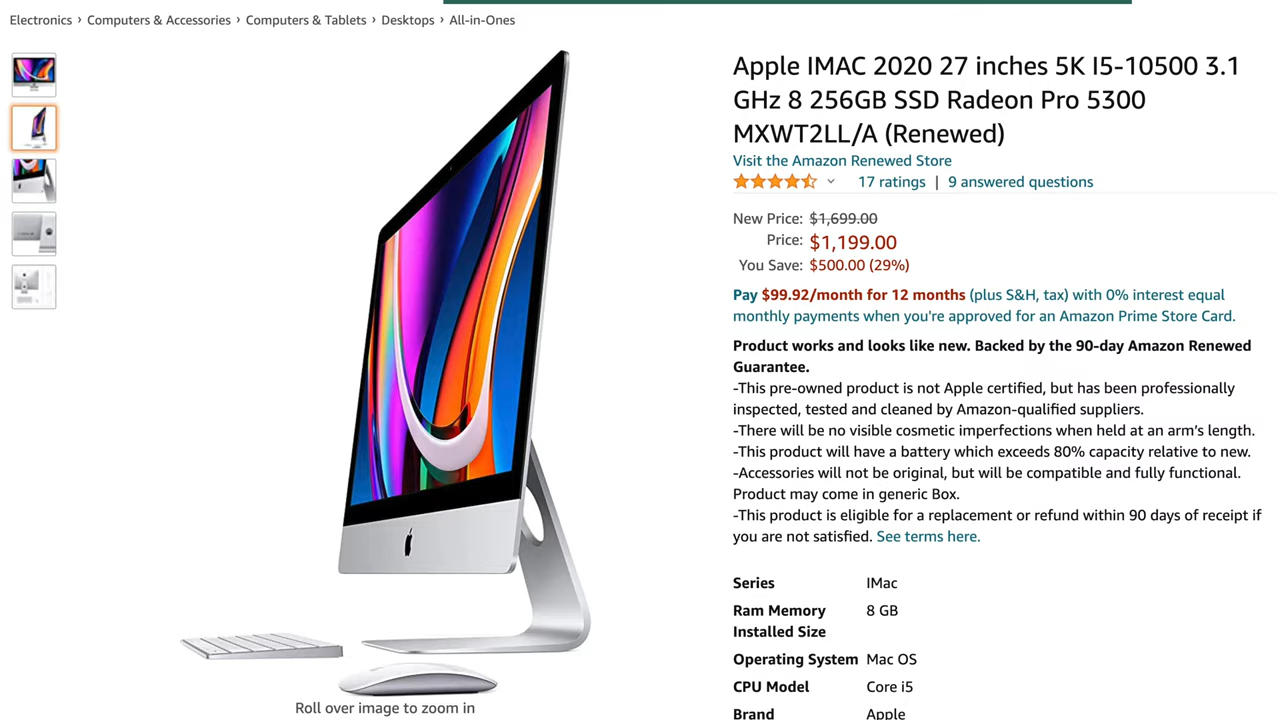 Electronics › Computers & Accessories › Computers & Tablets › Desktops › All-in-Ones
Apple IMAC 2020 27 inches 5K I5-10500 3.1
GHz 8 256GB SSD Radeon Pro 5300
MXWT2LL/A (Renewed)
Visit the Amazon Renewed Store
17 ratings | 9 answered questions
New Price: $1,699.00
Price: $1,199.00
You Save: $500.00 (29%)
Pay $99.92/month for 12 months (plus S&H, tax) with 0% interest equal
monthly payments when you're approved for an Amazon Prime Store Card.
Product works and looks like new. Backed by the 90-day Amazon Renewed
Guarantee.
-This pre-owned product is not Apple certified, but has been professionally
inspected, tested and cleaned by Amazon-qualified suppliers.
-There will be no visible cosmetic imperfections when held at an arm’s length.
-This product will have a battery which exceeds 80% capacity relative to new.
-Accessories will not be original, but will be compatible and fully functional.
Product may come in generic Box.
-This product is eligible for a replacement or refund within 90 days of receipt if
you are not satisfied. See terms here.
Series IMac
Ram Memory 8 GB
Installed Size
Operating System Mac OS
CPU Model Core i5
Brand Apple
Roll over image to zoom in